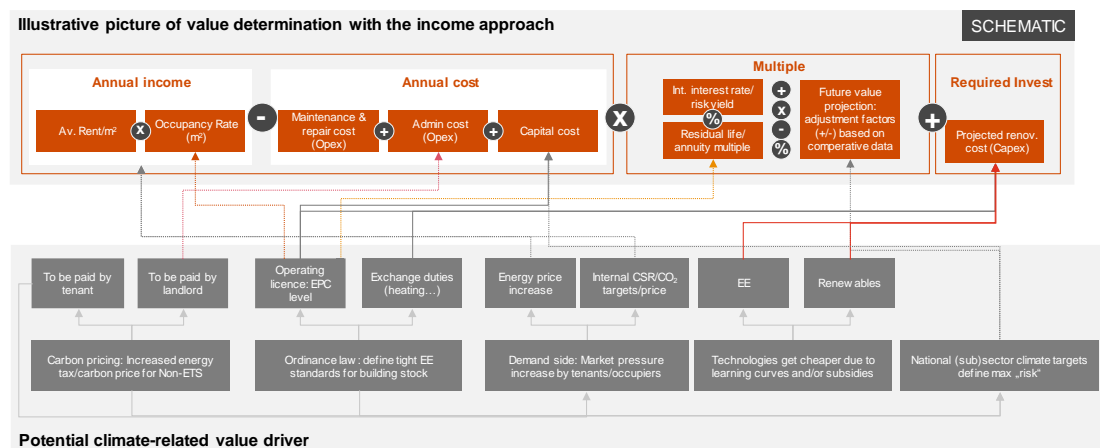 Illustrative picture of value determination with the income approach
SCHEMATIC
Annual income
Annual cost
Multiple
Required Invest
Av. Rent/m²
x
Occupancy Rate
(m²)
-
Maintenance &
repair cost
(Opex)
+
Admin cost
(Opex)
+
Capital cost
x
Int. interest rate/
risk yield
%
Residual life/
annuity multiple
+
x
-
%
Future value
projection:
adjustment factors
(+/-) based on
comparative data
+
Projected renov.
cost (Capex)
To be paid by
tenant
To be paid by
landlord
Operating
licence: EPC
level
Exchange duties
(heating…)
Energy price
increase
Internal CSR/CO₂
targets/price
EE
Renewables
Carbon pricing: Increased energy
tax/carbon price for Non-ETS
Ordinance law: define tight EE
standards for building stock
Demand side: Market pressure
increase by tenants/occupiers
Technologies get cheaper due to
learning curves and/or subsidies
National (sub)sector climate targets
define max „risk“
Potential climate-related value driver